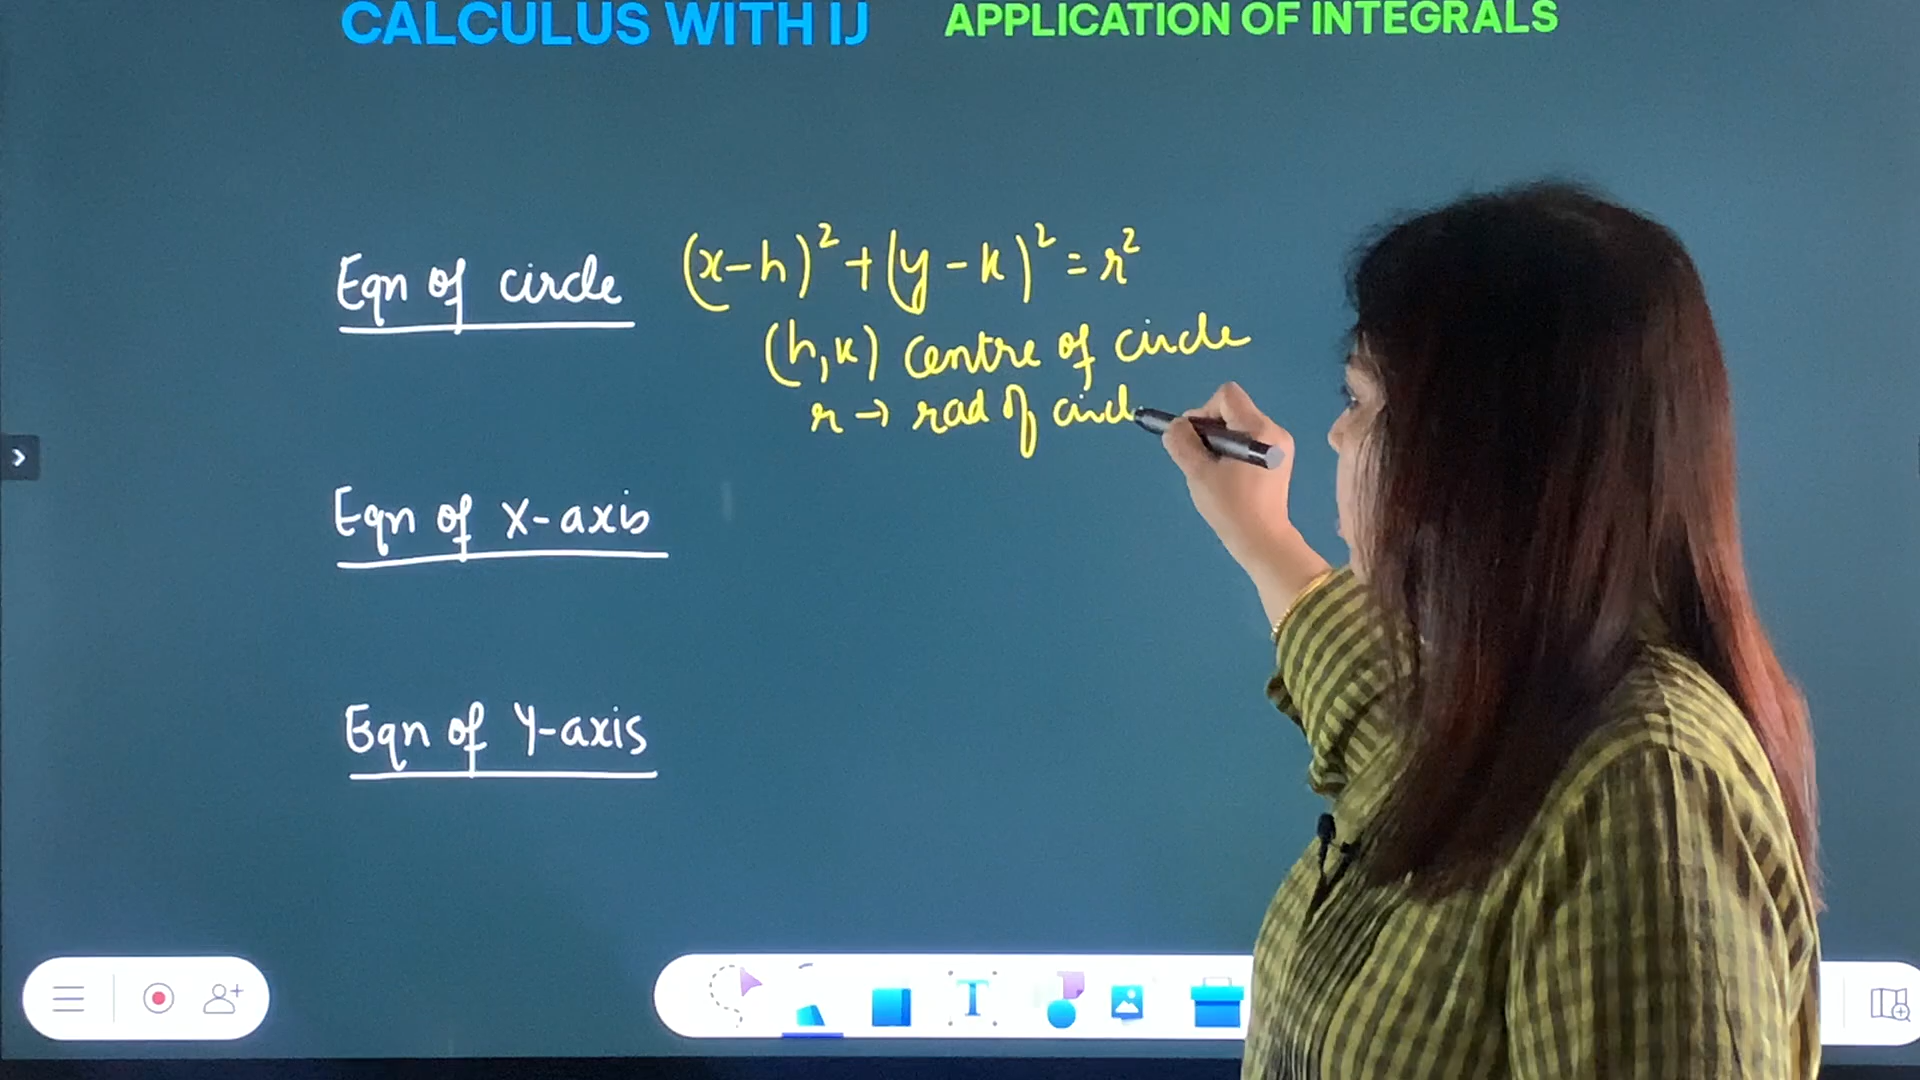 CALCULUS WITH IJ APPLICATION OF INTEGRALS
Eqn of circle (x-h)² + (y-k)² = r²
(h,k) centre of circle
r → rad of circl
Eqn of X-axis
Eqn of Y-axis
T